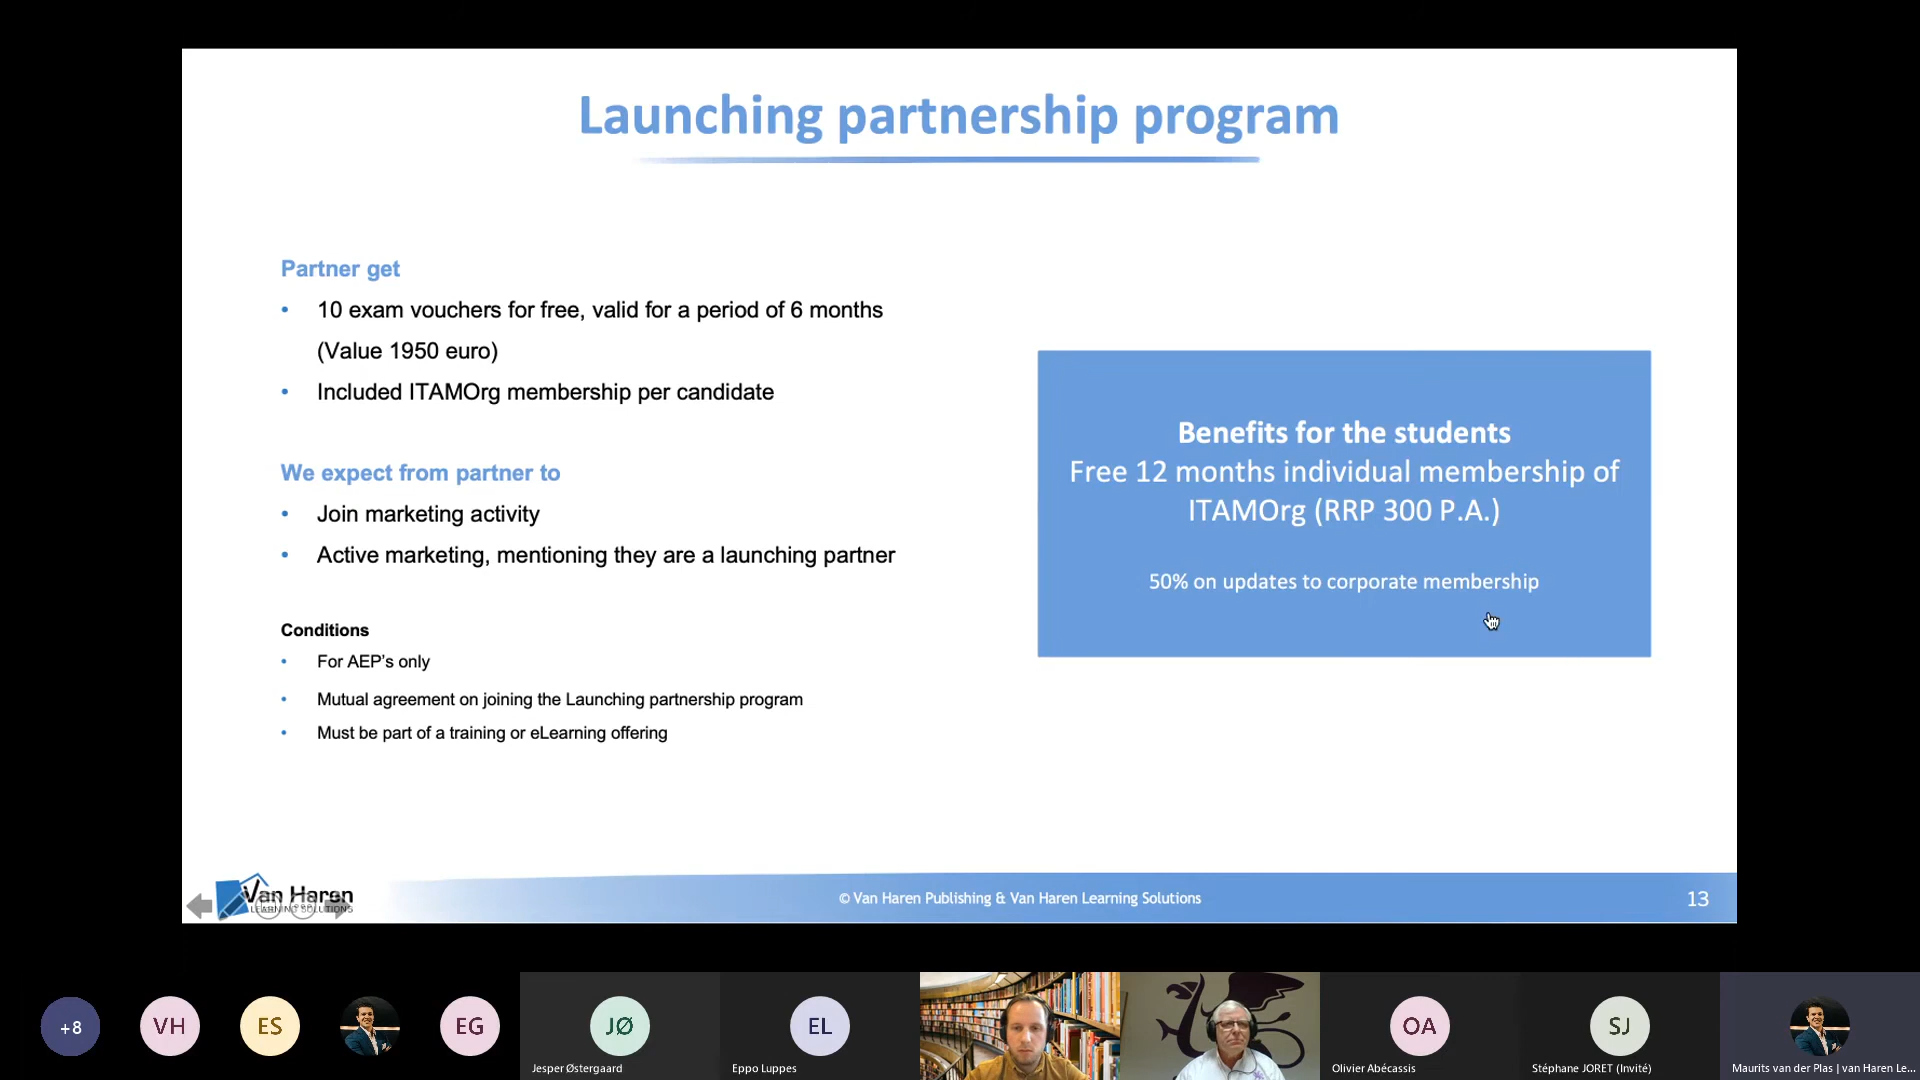 Launching partnership program
Partner get
• 10 exam vouchers for free, valid for a period of 6 months
(Value 1950 euro)
• Included ITAMOrg membership per candidate
We expect from partner to
• Join marketing activity
• Active marketing, mentioning they are a launching partner
Conditions
• For AEP's only
• Mutual agreement on joining the Launching partnership program
• Must be part of a training or eLearning offering
Benefits for the students
Free 12 months individual membership of
ITAMOrg (RRP 300 P.A.)
50% on updates to corporate membership
Van Haren
LEARNING SOLUTIONS
© Van Haren Publishing & Van Haren Learning Solutions
13
+8
VH
ES
EG
JØ
Jesper Østergaard
EL
Eppo Luppes
OA
Olivier Abécassis
SJ
Stéphane JORET (Invité)
Maurits van der Plas | van Haren Le...